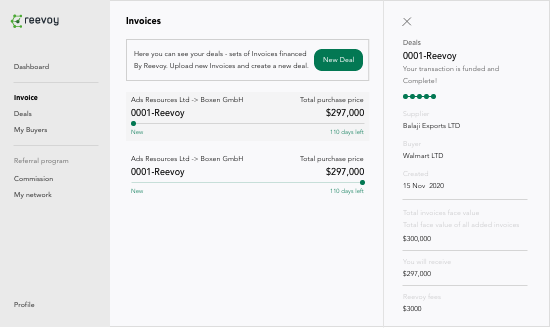 reevoy
Dashboard
Invoice
Deals
My Buyers
Referral program
Commission
My network
Profile
Invoices
Here you can see your deals - sets of Invoices financed
By Reevoy. Upload new Invoices and create a new deal.
New Deal
Ads Resources Ltd -> Boxen GmbH Total purchase price
0001-Reevoy $297,000
New 110 days left
Ads Resources Ltd -> Boxen GmbH Total purchase price
0001-Reevoy $297,000
New 110 days left
Deals
0001-Reevoy
Your transaction is funded and
Complete!
Supplier
Balaji Exports LTD
Buyer
Walmart LTD
Created
15 Nov 2020
Total invoices face value
Total face value of all added invoices
$300,000
You will receive
$297,000
Reevoy fees
$3000